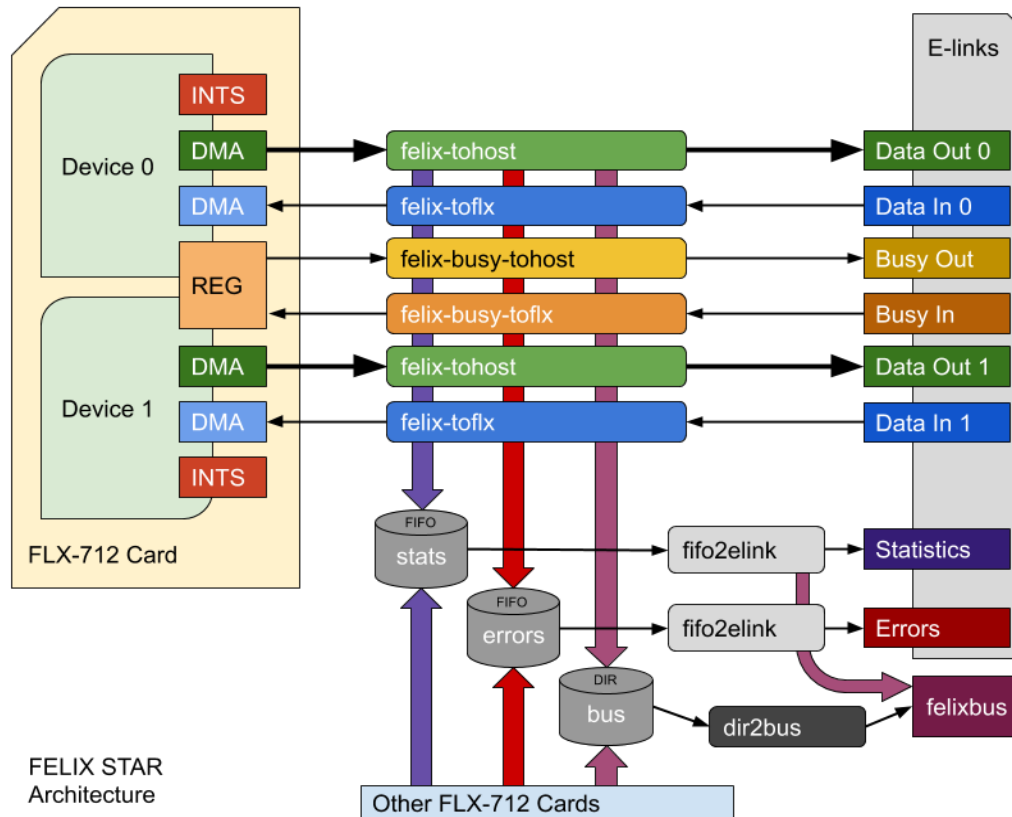 E-links
INTS
DMA
felix-tohost
Data Out 0
Device 0
DMA
felix-toflx
Data In 0
felix-busy-tohost
Busy Out
REG
felix-busy-toflx
Busy In
DMA
felix-tohost
Data Out 1
Device 1
DMA
felix-toflx
Data In 1
INTS
FIFO
stats
fifo2elink
Statistics
FLX-712 Card
FIFO
errors
fifo2elink
Errors
DIR
bus
dir2bus
felixbus
FELIX STAR
Architecture
Other FLX-712 Cards